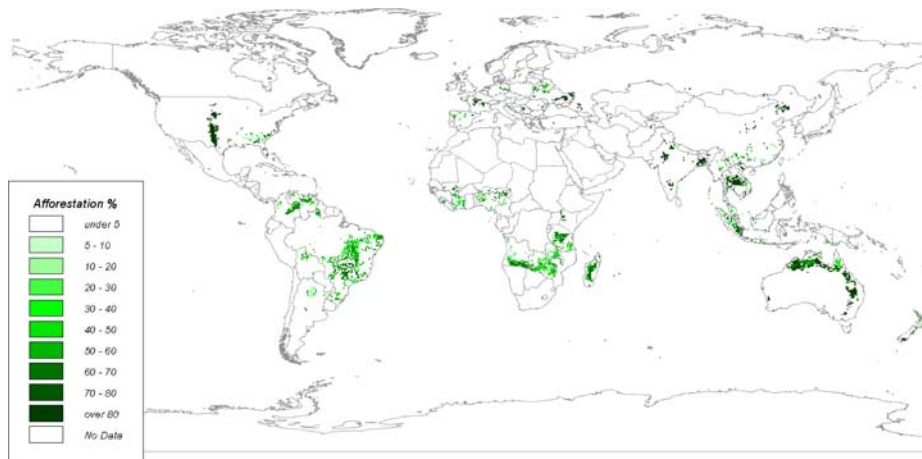 Afforestation %
under 5
5 - 10
10 - 20
20 - 30
30 - 40
40 - 50
50 - 60
60 - 70
70 - 80
over 80
No Data